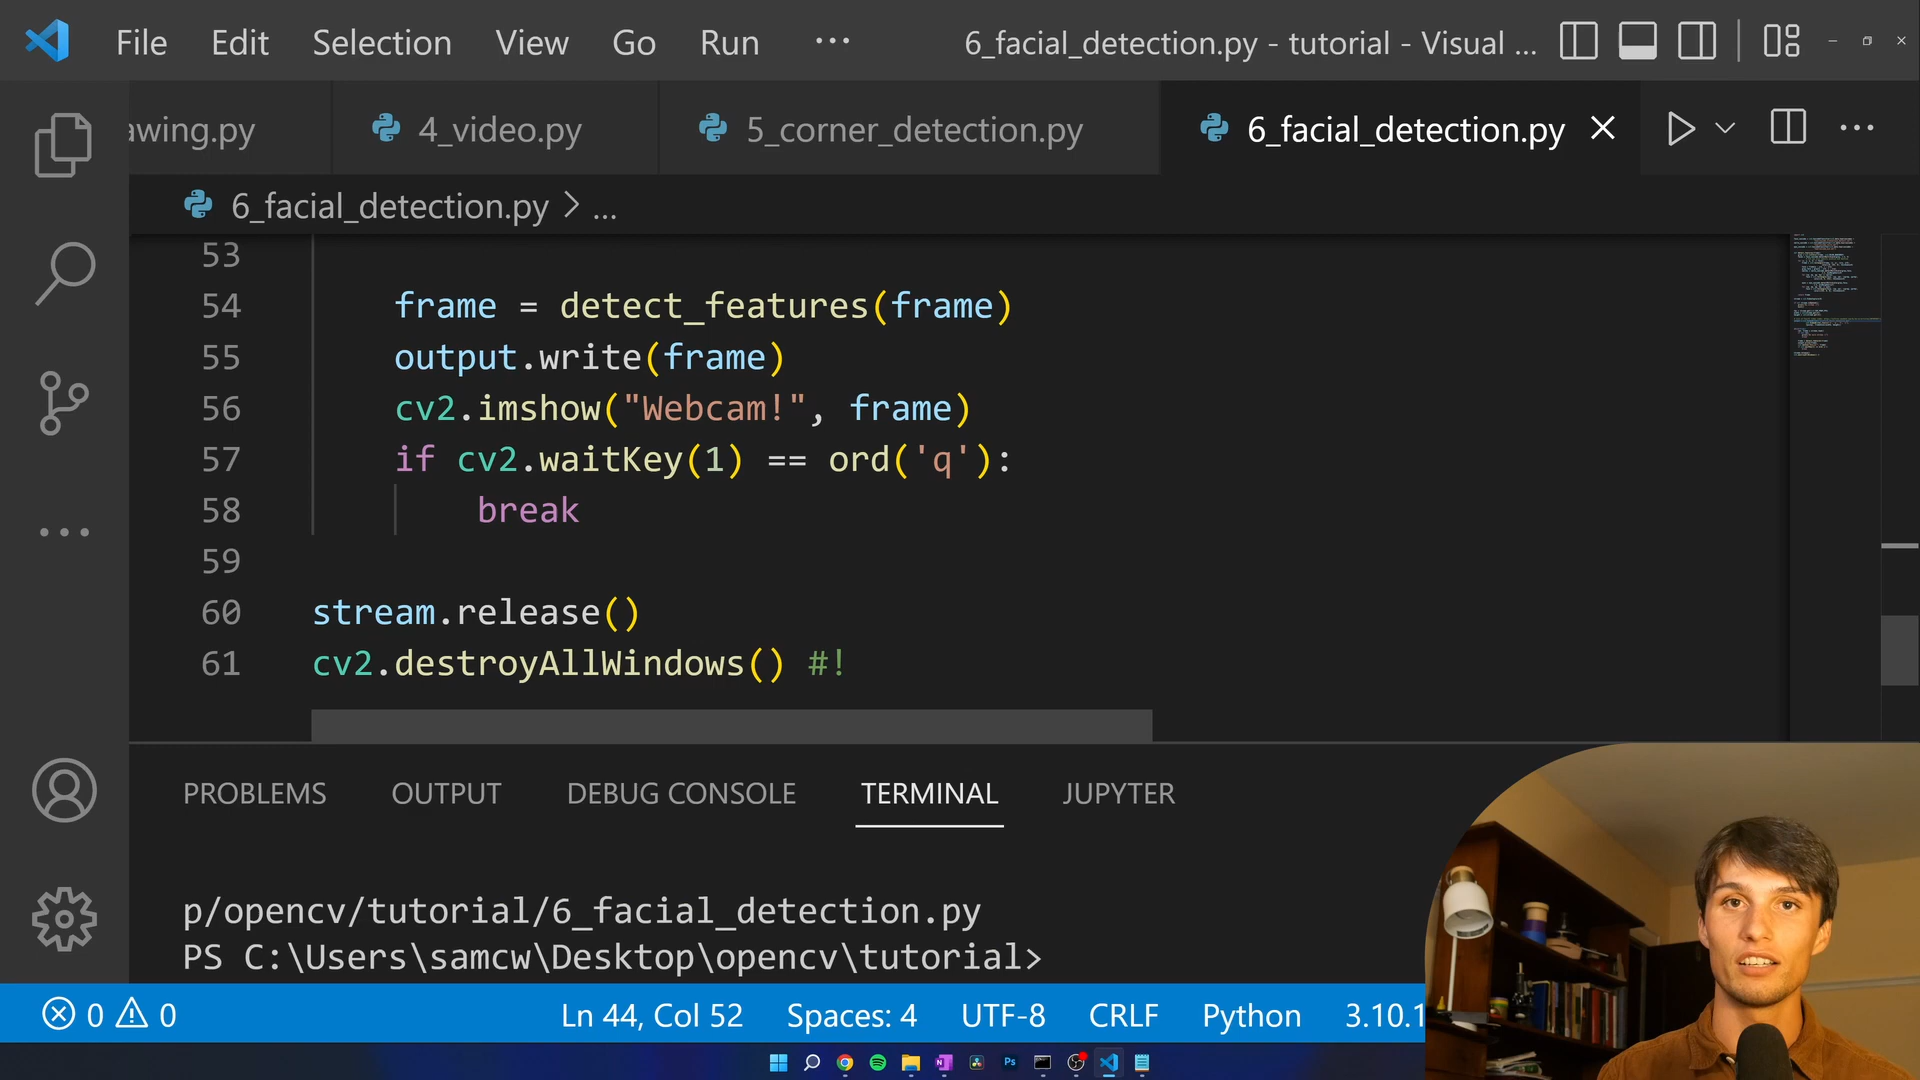 File Edit Selection View Go Run ··· 6_facial_detection.py - tutorial - Visual ...
awing.py 4_video.py 5_corner_detection.py 6_facial_detection.py
6_facial_detection.py > ...
53
54 frame = detect_features(frame)
55 output.write(frame)
56 cv2.imshow("Webcam!", frame)
57 if cv2.waitKey(1) == ord('q'):
58 break
59
60 stream.release()
61 cv2.destroyAllWindows() #!
PROBLEMS OUTPUT DEBUG CONSOLE TERMINAL JUPYTER
p/opencv/tutorial/6_facial_detection.py
PS C:\Users\samcw\Desktop\opencv\tutorial>
0 0 Ln 44, Col 52 Spaces: 4 UTF-8 CRLF Python 3.10.1
Ps